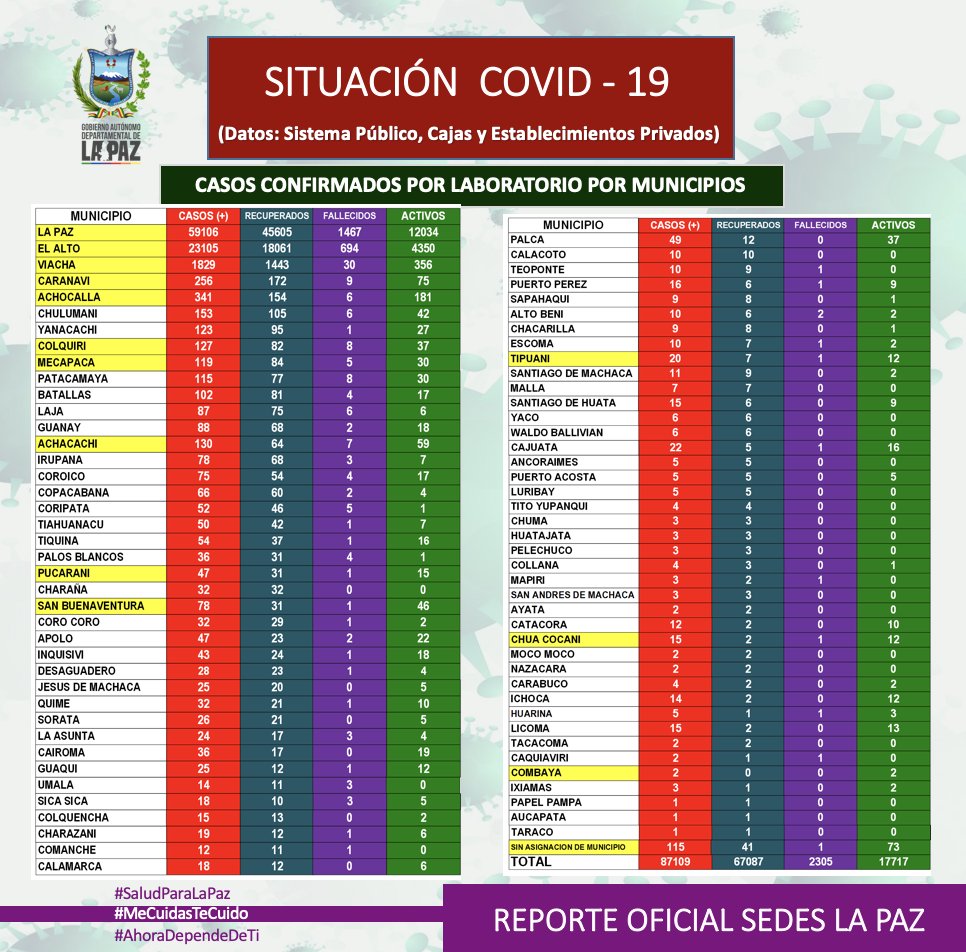 GOBIERNO AUTÓNOMO
DEPARTAMENTAL DE
LA PAZ
SITUACIÓN COVID - 19
(Datos: Sistema Público, Cajas y Establecimientos Privados)
CASOS CONFIRMADOS POR LABORATORIO POR MUNICIPIOS
MUNICIPIO CASOS (+) RECUPERADOS FALLECIDOS ACTIVOS
LA PAZ 59106 45605 1467 12034
EL ALTO 23105 18061 694 4350
VIACHA 1829 1443 30 356
CARANAVI 256 172 9 75
ACHOCALLA 341 154 6 181
CHULUMANI 153 105 6 42
YANACACHI 123 95 1 27
COLQUIRI 127 82 8 37
MECAPACA 119 84 5 30
PATACAMAYA 115 77 8 30
BATALLAS 102 81 4 17
LAJA 87 75 6 6
GUANAY 88 68 2 18
ACHACACHI 130 64 7 59
IRUPANA 78 68 3 7
COROICO 75 54 4 17
COPACABANA 66 60 2 4
CORIPATA 52 46 5 1
TIAHUANACU 50 42 1 7
TIQUINA 54 37 1 16
PALOS BLANCOS 36 31 4 1
PUCARANI 47 31 1 15
CHARAÑA 32 32 0 0
SAN BUENAVENTURA 78 31 1 46
CORO CORO 32 29 1 2
APOLO 47 23 2 22
INQUISIVI 43 24 1 18
DESAGUADERO 28 23 1 4
JESUS DE MACHACA 25 20 0 5
QUIME 32 21 1 10
SORATA 26 21 0 5
LA ASUNTA 24 17 3 4
CAIROMA 36 17 0 19
GUAQUI 25 12 1 12
UMALA 14 11 3 0
SICA SICA 18 10 3 5
COLQUENCHA 15 13 0 2
CHARAZANI 19 12 1 6
COMANCHE 12 11 1 0
CALAMARCA 18 12 0 6
MUNICIPIO CASOS (+) RECUPERADOS FALLECIDOS ACTIVOS
PALCA 49 12 0 37
CALACOTO 10 10 0 0
TEOPONTE 10 9 1 0
PUERTO PEREZ 16 6 1 9
SAPAHAQUI 9 8 0 1
ALTO BENI 10 6 2 2
CHACARILLA 9 8 0 1
ESCOMA 10 7 1 2
TIPUANI 20 7 1 12
SANTIAGO DE MACHACA 11 9 0 2
MALLA 7 7 0 0
SANTIAGO DE HUATA 15 6 0 9
YACO 6 6 0 0
WALDO BALLIVIAN 6 6 0 0
CAJUATA 22 5 1 16
ANCORAIMES 5 5 0 0
PUERTO ACOSTA 5 5 0 5
LURIBAY 5 5 0 0
TITO YUPANQUI 4 4 0 0
CHUMA 3 3 0 0
HUATAJATA 3 3 0 0
PELECHUCO 3 3 0 0
COLLANA 4 3 0 1
MAPIRI 3 2 1 0
SAN ANDRES DE MACHACA 3 3 0 0
AYATA 2 2 0 0
CATACORA 12 2 0 10
CHUA COCANI 15 2 1 12
MOCO MOCO 2 2 0 0
NAZACARA 2 2 0 0
CARABUCO 4 2 0 2
ICHOCA 14 2 0 12
HUARINA 5 1 1 3
LICOMA 15 2 0 13
TACACOMA 2 2 0 0
CAQUIAVIRI 2 1 1 0
COMBAYA 2 0 0 2
IXIAMAS 3 1 0 2
PAPEL PAMPA 1 1 0 0
AUCAPATA 1 1 0 0
TARACO 1 1 0 0
SIN ASIGNACION DE MUNICIPIO 115 41 1 73
TOTAL 87109 67087 2305 17717
#SaludParaLaPaz
#MeCuidasTeCuido
#AhoraDependeDeTi
REPORTE OFICIAL SEDES LA PAZ